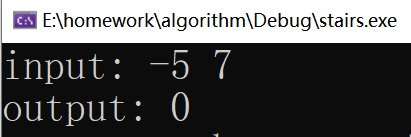 E:\homework\algorithm\Debug\stairs.exe
input: -5 7
output: 0